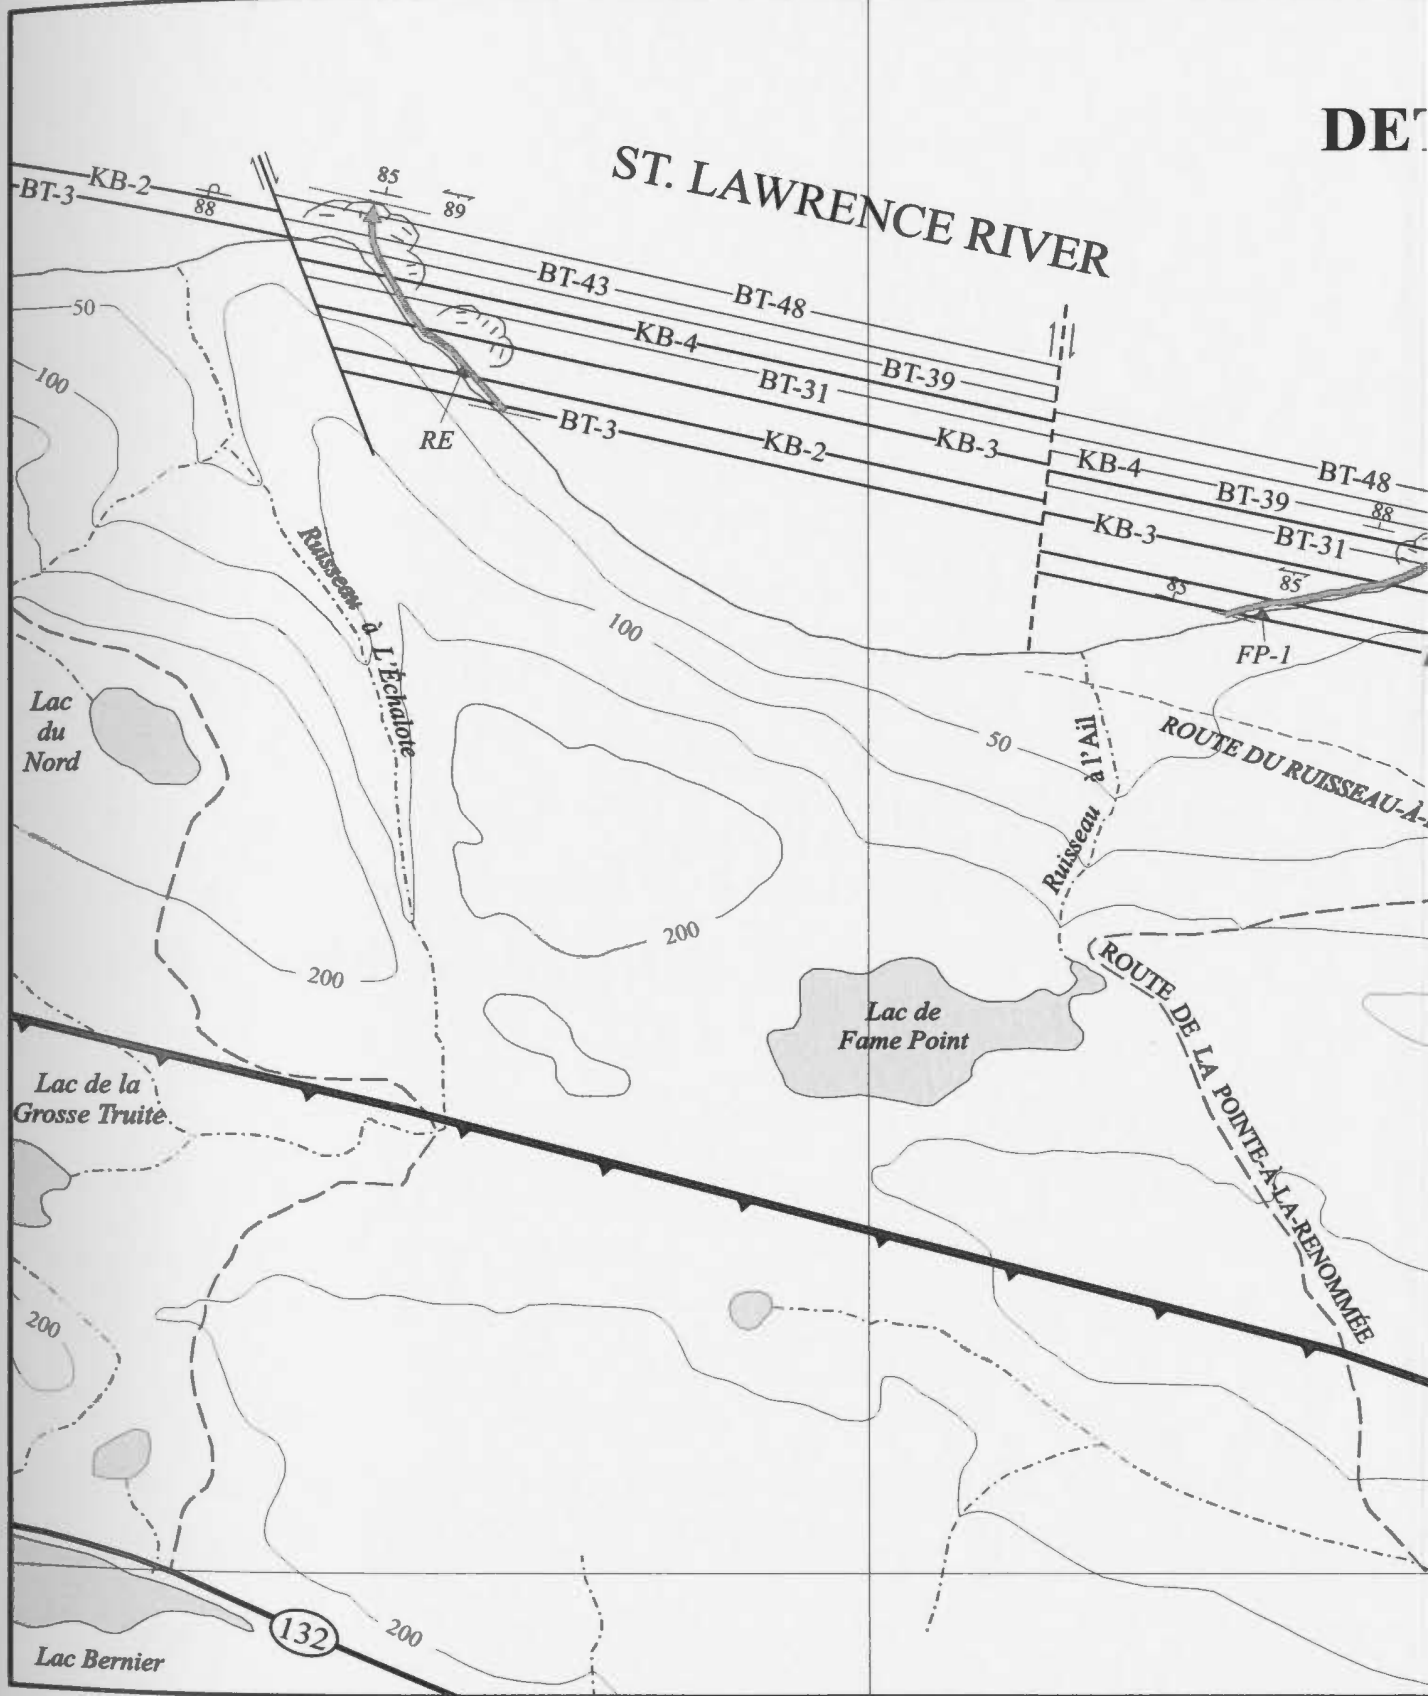 DET
ST. LAWRENCE RIVER
KB-2
BT-3
88
85
89
BT-43
BT-48
KB-4
BT-39
BT-31
BT-3
KB-2
KB-3
RE
50
100
KB-4
BT-48
BT-39
88
KB-3
BT-31
85
85
FP-1
Ruisseau à L'Échalote
100
50
Lac
du
Nord
Ruisseau à l'Ail
ROUTE DU RUISSEAU-À-
200
200
ROUTE DE LA POINTE-À-LA-RENOMMÉE
Lac de
Fame Point
Lac de la
Grosse Truite
200
132
200
Lac Bernier